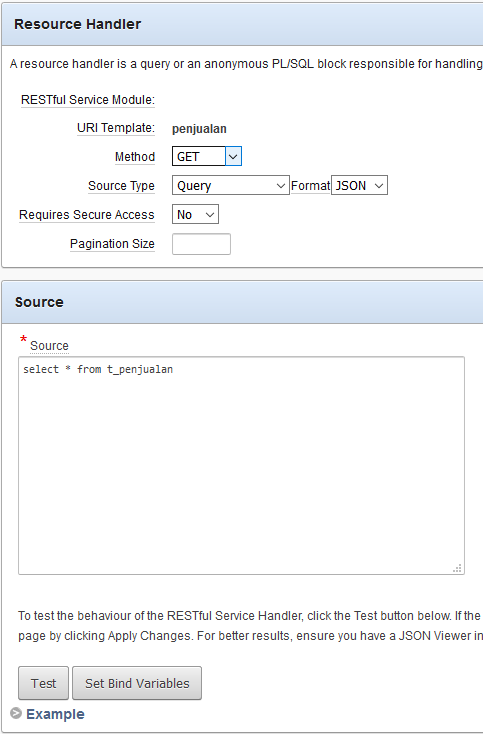 Resource Handler
A resource handler is a query or an anonymous PL/SQL block responsible for handling
RESTful Service Module:
URI Template: penjualan
Method GET
Source Type Query Format JSON
Requires Secure Access No
Pagination Size
Source
* Source
select * from t_penjualan
To test the behaviour of the RESTful Service Handler, click the Test button below. If the
page by clicking Apply Changes. For better results, ensure you have a JSON Viewer in
Test Set Bind Variables
Example